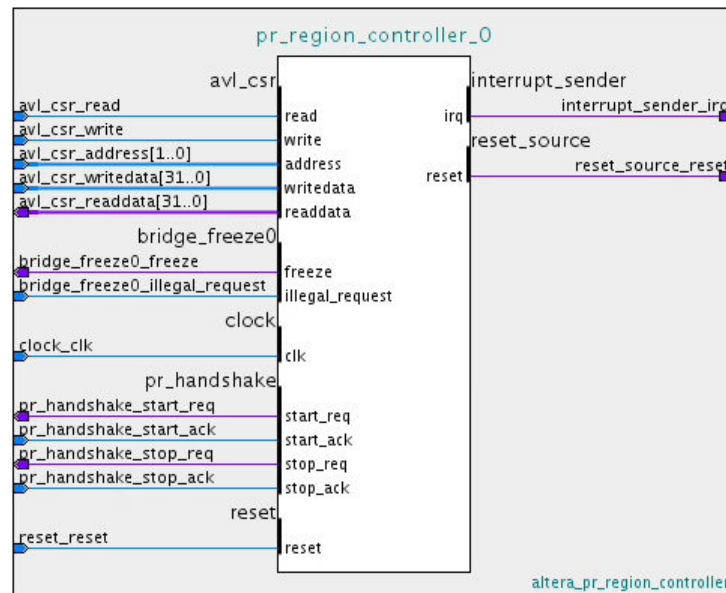 pr_region_controller_0
avl_csr
interrupt_sender
avl_csr_read
read
irq
interrupt_sender_irq
avl_csr_write
write
reset_source
avl_csr_address[1..0]
address
reset
reset_source_reset
avl_csr_writedata[31..0]
writedata
avl_csr_readdata[31..0]
readdata
bridge_freeze0
bridge_freeze0_freeze
freeze
bridge_freeze0_illegal_request
illegal_request
clock
clock_clk
clk
pr_handshake
pr_handshake_start_req
start_req
pr_handshake_start_ack
start_ack
pr_handshake_stop_req
stop_req
pr_handshake_stop_ack
stop_ack
reset
reset_reset
reset
altera_pr_region_controller